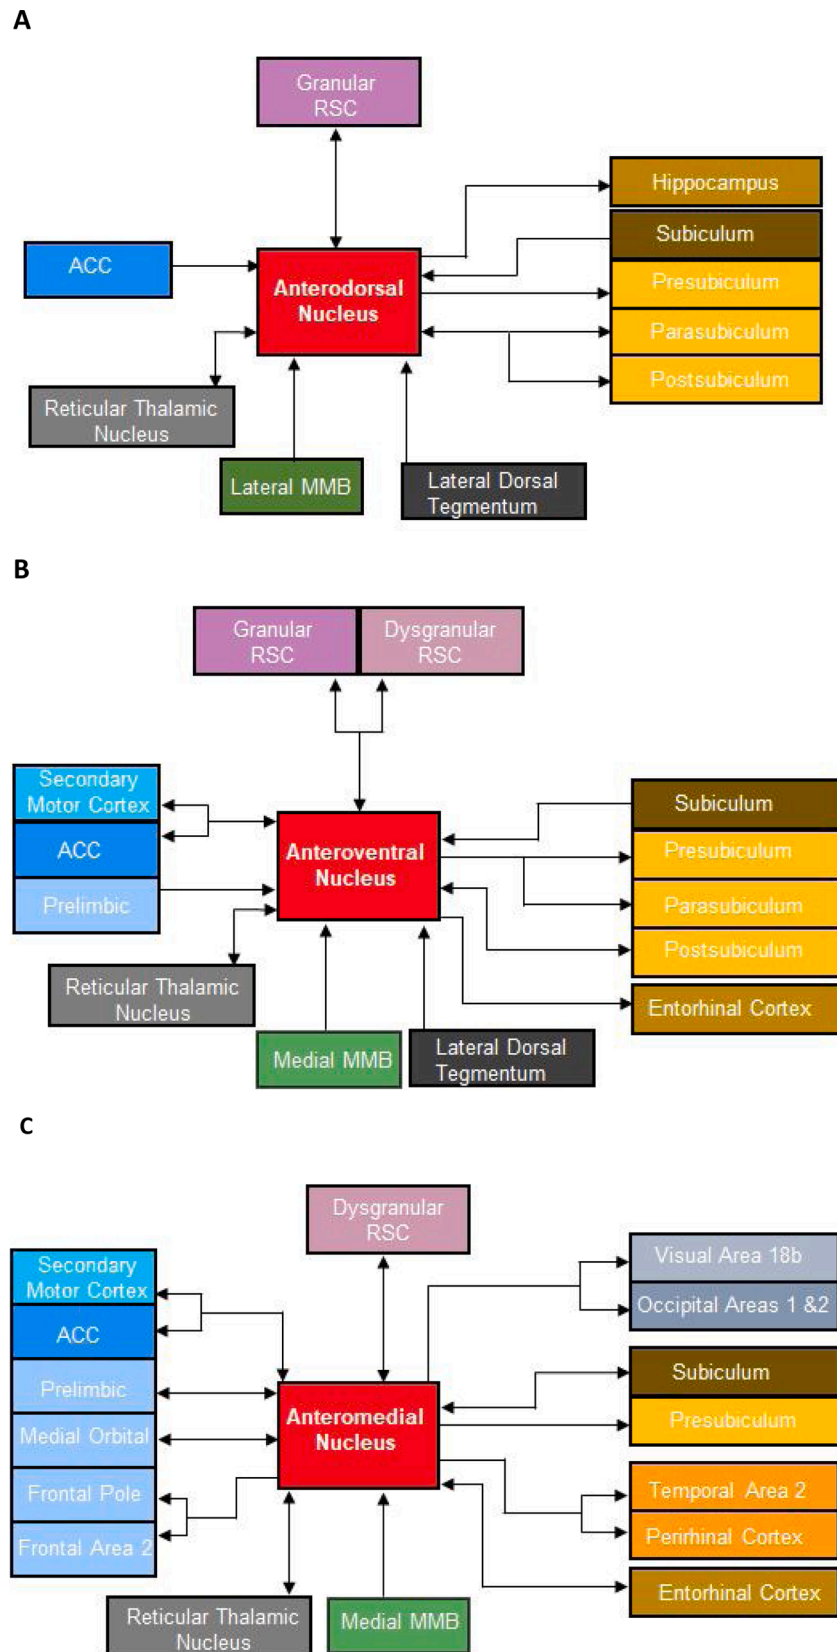 A
Granular
RSC
Hippocampus
Subiculum
ACC
Anterodorsal
Nucleus
Presubiculum
Parasubiculum
Postsubiculum
Reticular Thalamic
Nucleus
Lateral MMB
Lateral Dorsal
Tegmentum
B
Granular
RSC
Dysgranular
RSC
Secondary
Motor Cortex
ACC
Prelimbic
Anteroventral
Nucleus
Subiculum
Presubiculum
Parasubiculum
Postsubiculum
Entorhinal Cortex
Reticular Thalamic
Nucleus
Medial MMB
Lateral Dorsal
Tegmentum
C
Dysgranular
RSC
Secondary
Motor Cortex
ACC
Prelimbic
Medial Orbital
Frontal Pole
Frontal Area 2
Anteromedial
Nucleus
Visual Area 18b
Occipital Areas 1 &2
Subiculum
Presubiculum
Temporal Area 2
Perirhinal Cortex
Entorhinal Cortex
Reticular Thalamic
Nucleus
Medial MMB